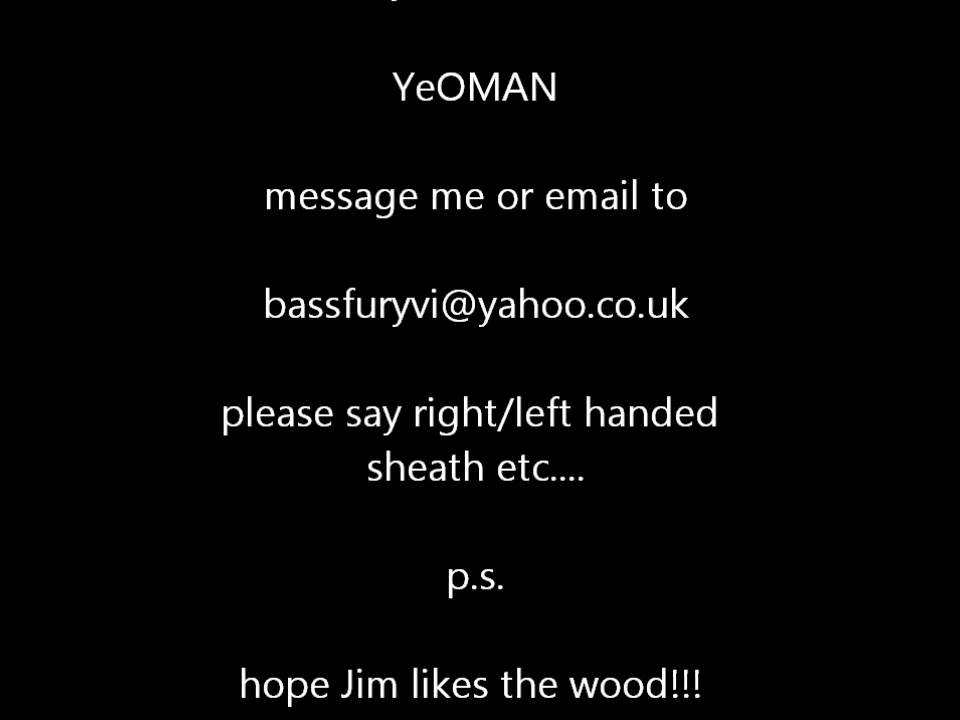 YeOMAN
message me or email to
bassfuryvi@yahoo.co.uk
please say right/left handed
sheath etc....
p.s.
hope Jim likes the wood!!!